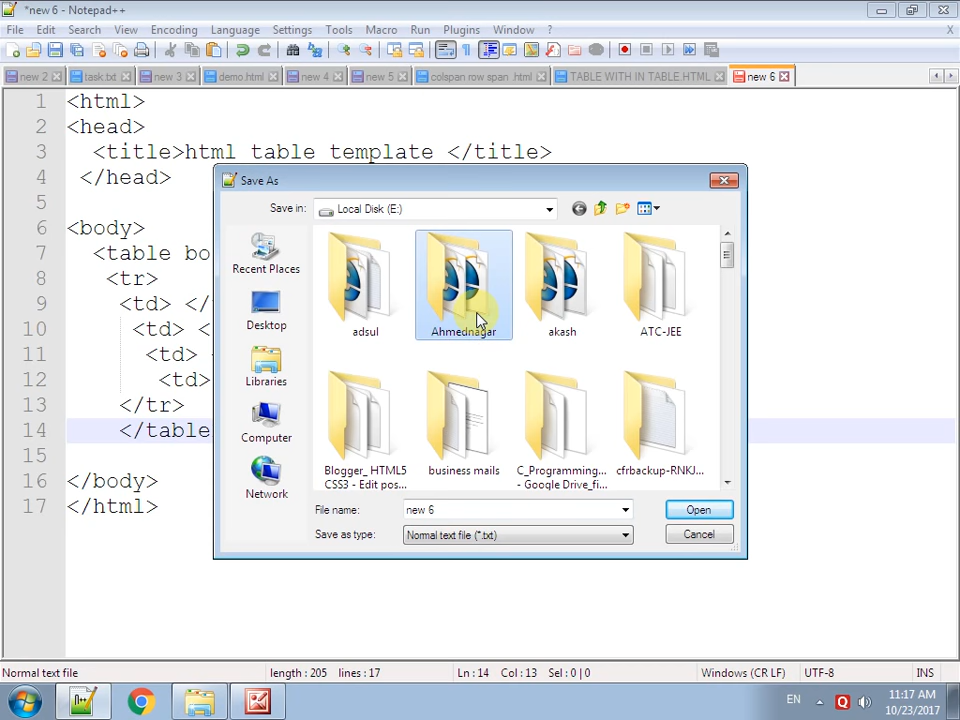 *new 6 - Notepad++
File Edit Search View Encoding Language Settings Tools Macro Run Plugins Window ? X
new 2 task.txt new 3 demo.html new 4 new 5 colspan row span .html TABLE WITH IN TABLE.HTML new 6
1 <html>
2 <head>
3 <title>html table template </title>
4 </head>
5
6 <body>
7 <table bo
8 <tr>
9 <td> </
10 <td> <
11 <td>
12 <td>
13 </tr>
14 </table
15
16 </body>
17 </html>
Save As
Save in: Local Disk (E:)
Recent Places
Desktop
Libraries
Computer
Network
adsul Ahmednagar akash ATC-JEE
Blogger_ HTML5 business mails C_Programming... cfrbackup-RNKJ...
CSS3 - Edit pos... - Google Drive_fi...
File name: new 6 Open
Save as type: Normal text file (*.txt) Cancel
Normal text file length : 205 lines : 17 Ln : 14 Col : 13 Sel : 0 | 0 Windows (CR LF) UTF-8 INS
EN 11:17 AM
10/23/2017